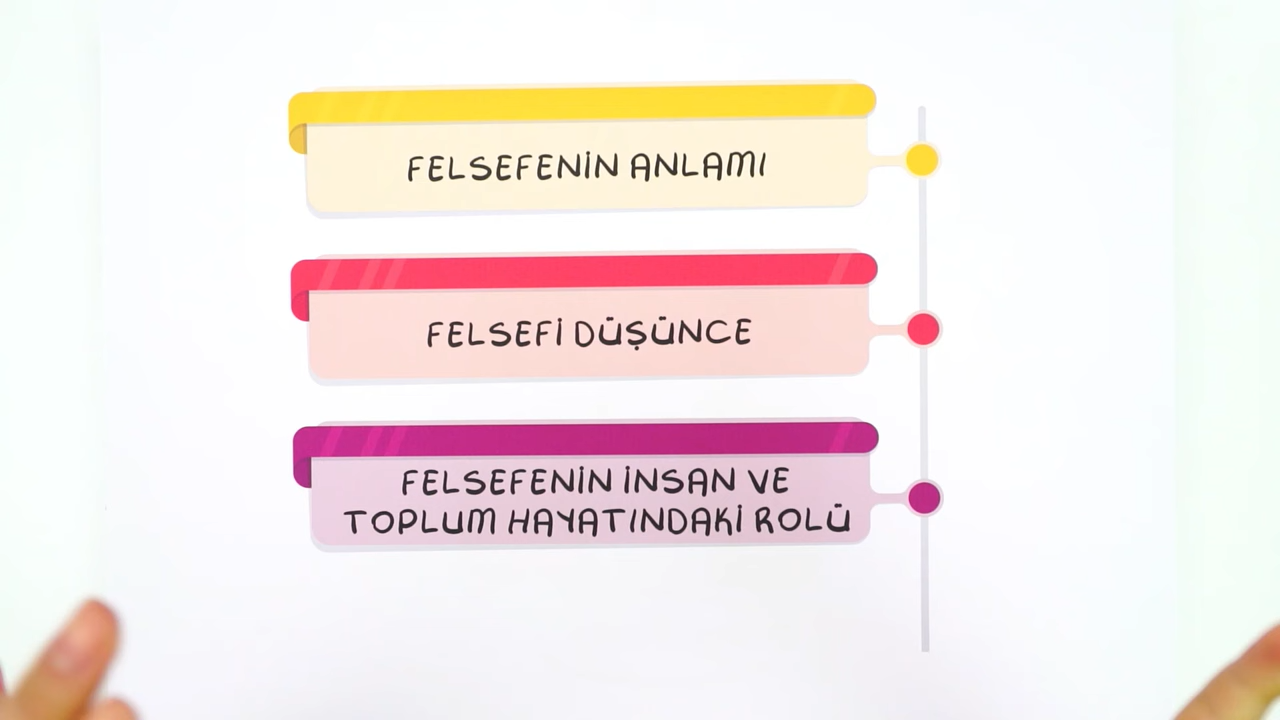 FELSEFENİN ANLAMI
FELSEFİ DÜŞÜNCE
FELSEFENİN İNSAN VE
TOPLUM HAYATINDAKİ ROLÜ